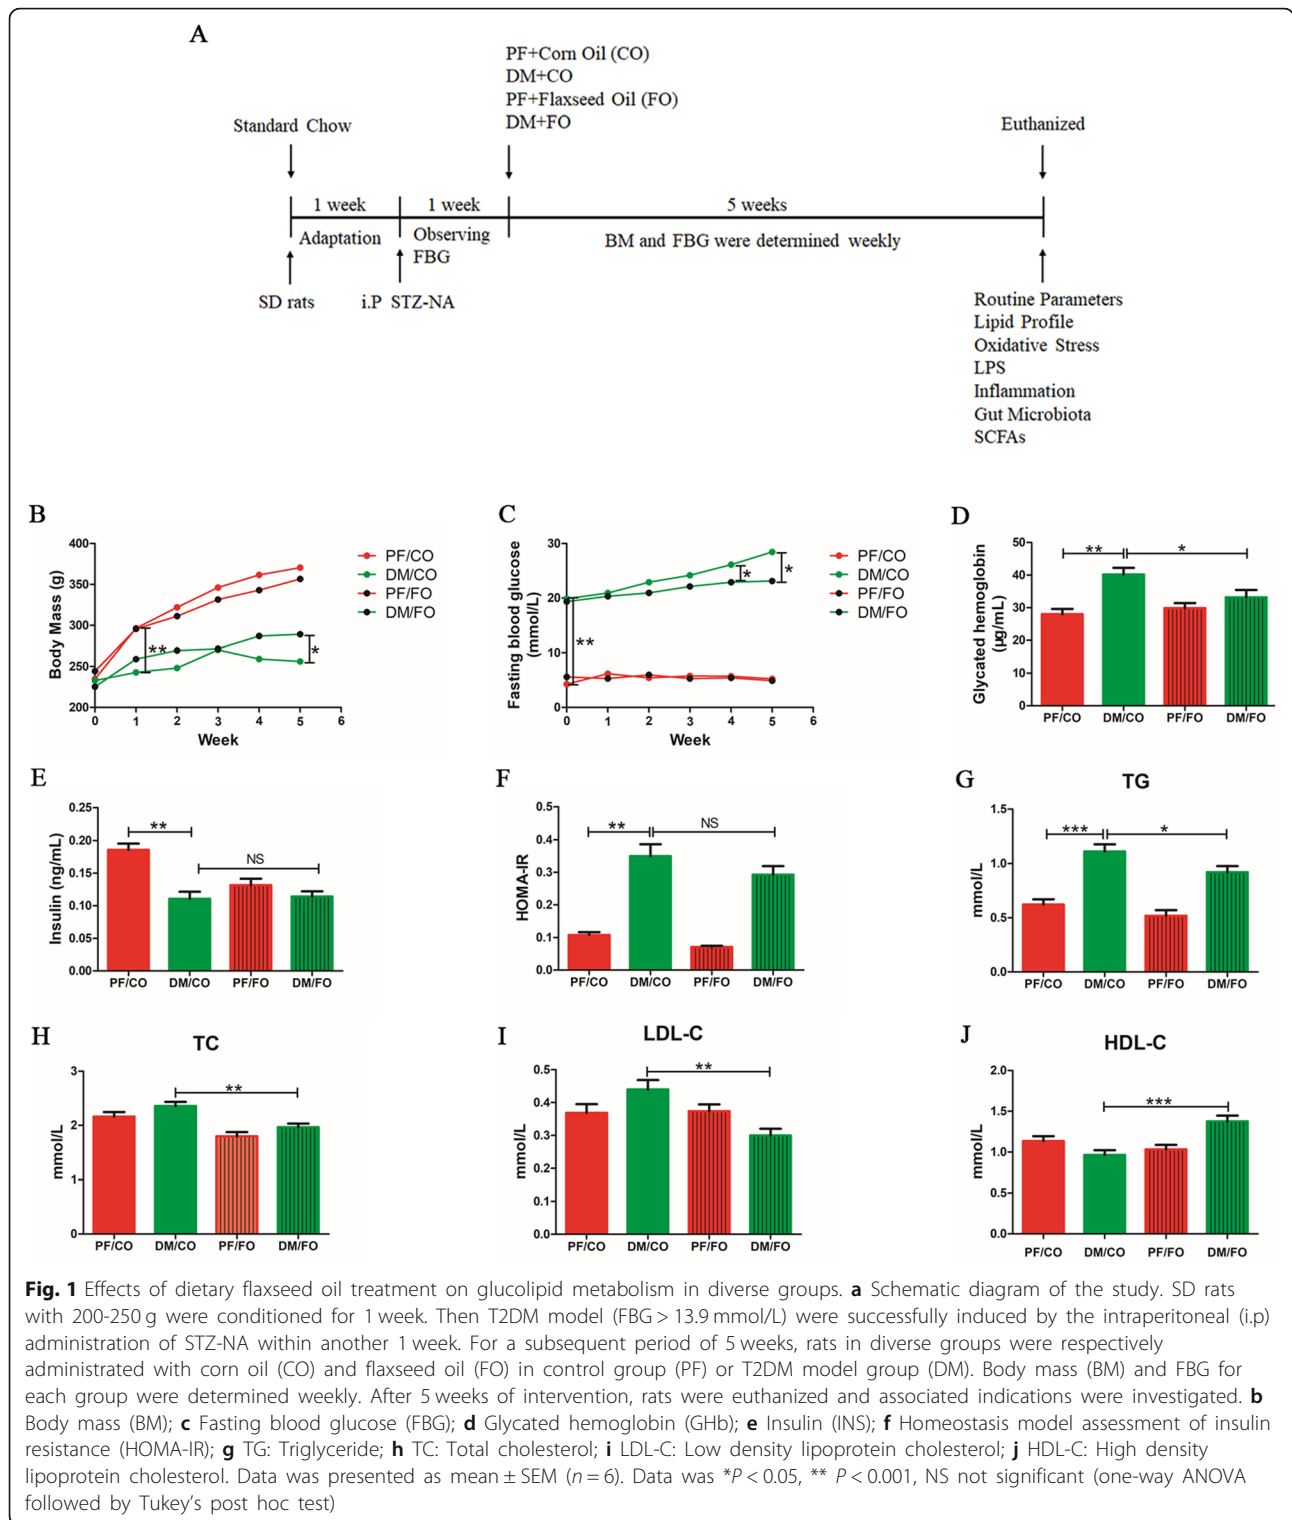 A
PF+Corn Oil (CO)
DM+CO
PF+Flaxseed Oil (FO)
DM+FO
Standard Chow
Euthanized
1 week
1 week
5 weeks
Adaptation
Observing
FBG
BM and FBG were determined weekly
SD rats
i.P STZ-NA
Routine Parameters
Lipid Profile
Oxidative Stress
LPS
Inflammation
Gut Microbiota
SCFAs
B
Body Mass (g)
400
350
300
250
200
0 1 2 3 4 5 6
Week
**
*
PF/CO
DM/CO
PF/FO
DM/FO
C
Fasting blood glucose
(mmol/L)
30
20
10
0
0 1 2 3 4 5 6
Week
**
*
*
PF/CO
DM/CO
PF/FO
DM/FO
D
Glycated hemoglobin
(μg/mL)
50
40
30
20
10
0
** *
PF/CO DM/CO PF/FO DM/FO
E
Insulin (ng/mL)
0.25
0.20
0.15
0.10
0.05
0.00
** NS
PF/CO DM/CO PF/FO DM/FO
F
HOMA-IR
0.5
0.4
0.3
0.2
0.1
0.0
** NS
PF/CO DM/CO PF/FO DM/FO
G
TG
mmol/L
1.5
1.0
0.5
0.0
*** *
PF/CO DM/CO PF/FO DM/FO
H
TC
mmol/L
3
2
1
0
**
PF/CO DM/CO PF/FO DM/FO
I
LDL-C
mmol/L
0.5
0.4
0.3
0.2
0.1
0.0
**
PF/CO DM/CO PF/FO DM/FO
J
HDL-C
mmol/L
2.0
1.5
1.0
0.5
0.0
***
PF/CO DM/CO PF/FO DM/FO
Fig. 1 Effects of dietary flaxseed oil treatment on glucolipid metabolism in diverse groups. a Schematic diagram of the study. SD rats
with 200-250 g were conditioned for 1 week. Then T2DM model (FBG > 13.9 mmol/L) were successfully induced by the intraperitoneal (i.p)
administration of STZ-NA within another 1 week. For a subsequent period of 5 weeks, rats in diverse groups were respectively
administrated with corn oil (CO) and flaxseed oil (FO) in control group (PF) or T2DM model group (DM). Body mass (BM) and FBG for
each group were determined weekly. After 5 weeks of intervention, rats were euthanized and associated indications were investigated. b
Body mass (BM); c Fasting blood glucose (FBG); d Glycated hemoglobin (GHb); e Insulin (INS); f Homeostasis model assessment of insulin
resistance (HOMA-IR); g TG: Triglyceride; h TC: Total cholesterol; i LDL-C: Low density lipoprotein cholesterol; j HDL-C: High density
lipoprotein cholesterol. Data was presented as mean ± SEM (n = 6). Data was *P < 0.05, ** P < 0.001, NS not significant (one-way ANOVA
followed by Tukey's post hoc test)